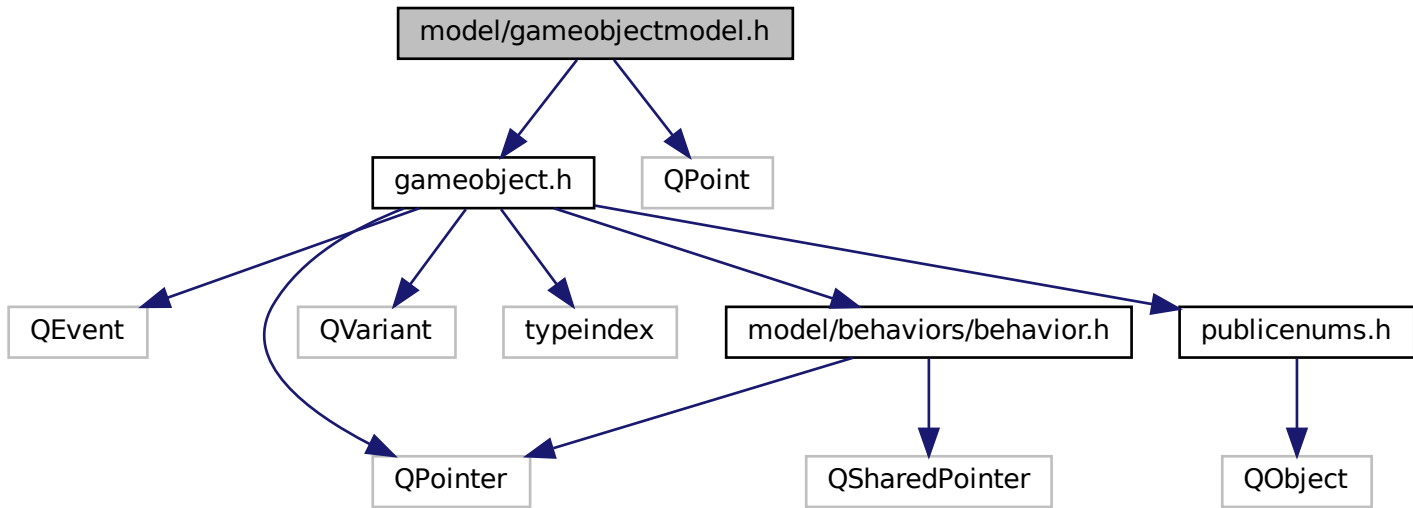 model/gameobjectmodel.h
gameobject.h
QPoint
QEvent
QVariant
typeindex
model/behaviors/behavior.h
publicenums.h
QPointer
QSharedPointer
QObject